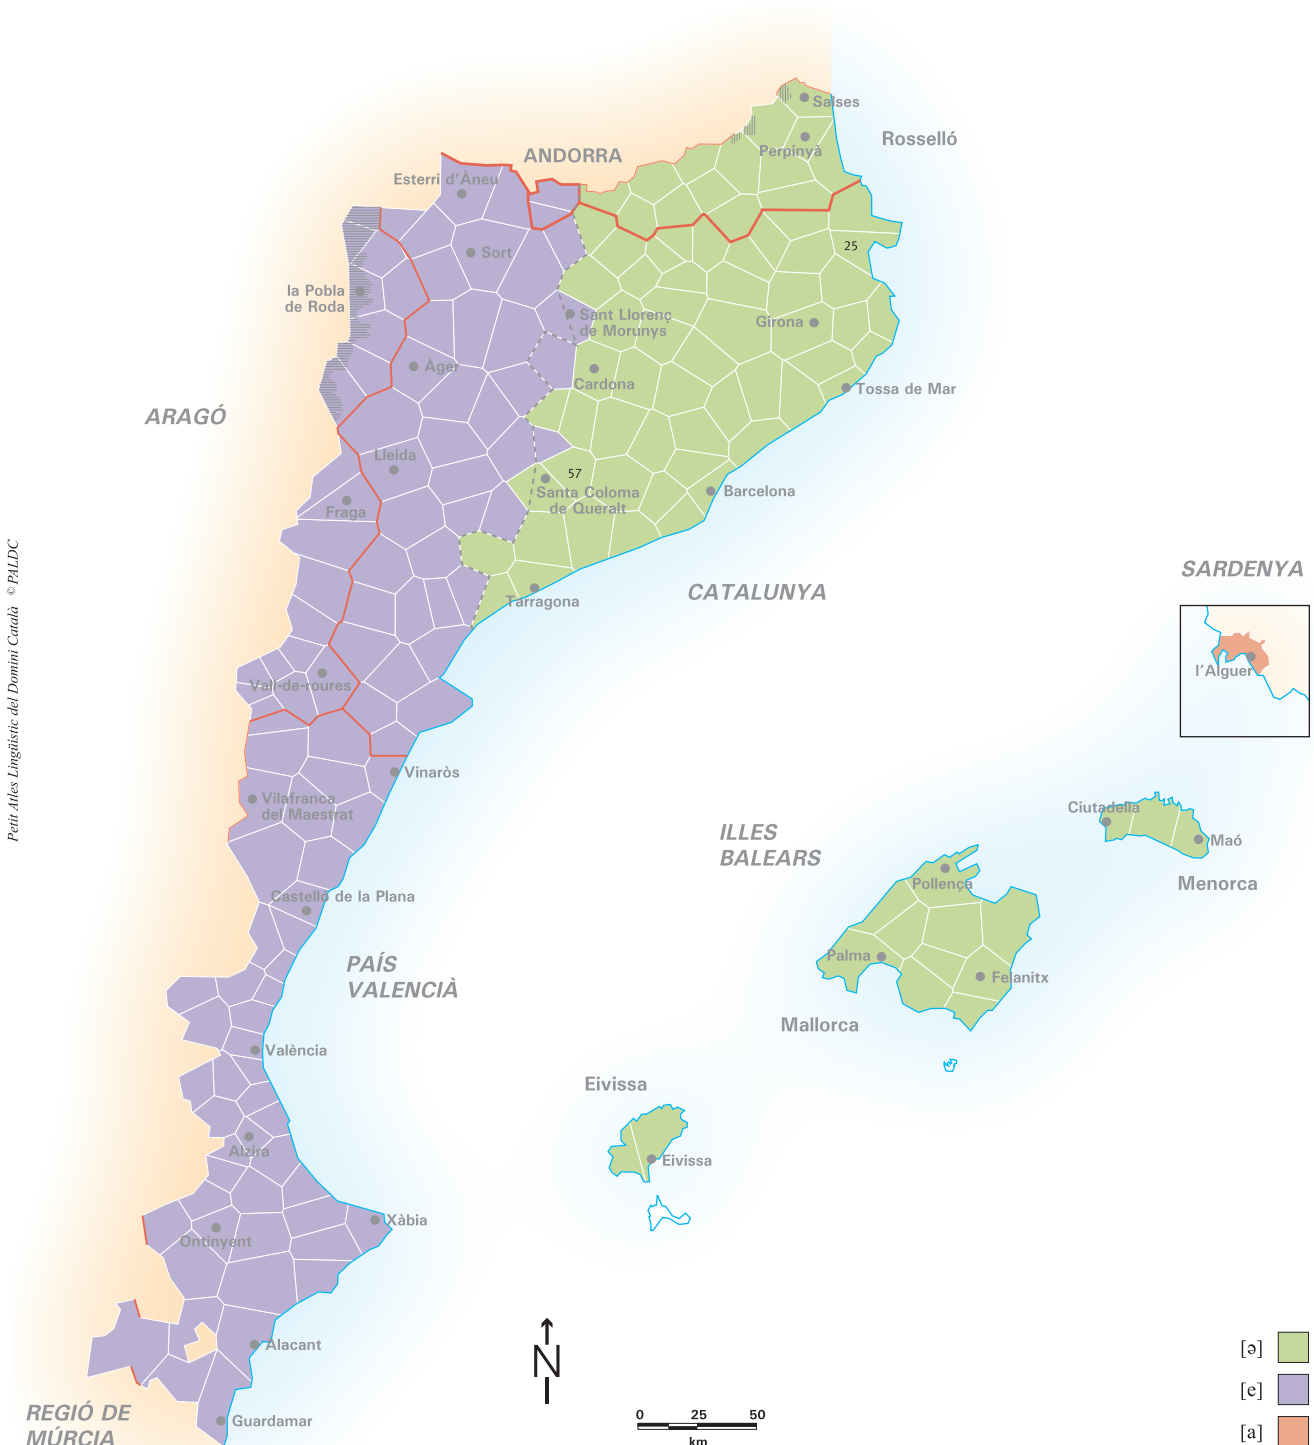 Salses
Rosselló
Perpinyà
ANDORRA
Esterri d'Àneu
25
Sort
la Pobla
de Roda
Sant Llorenç
de Morunys
Girona
Àger
Cardona
Tossa de Mar
ARAGÓ
Lleida
57
Santa Coloma
de Queralt
Barcelona
Fraga
Petit Atles Lingüístic del Domini Català © PALDC
SARDENYA
CATALUNYA
Tarragona
l'Alguer
Vall-de-roures
Vinaròs
Vilafranca
del Maestrat
Ciutadella
ILLES
BALEARS
Maó
Pollença
Menorca
Castelló de la Plana
Palma
PAÍS
VALENCIÀ
Felanitx
Mallorca
València
Eivissa
Alzira
Eivissa
Xàbia
Ontinyent
Alacant
N
[ə]
[e]
REGIÓ DE
MÚRCIA
Guardamar
0 25 50
km
[a]